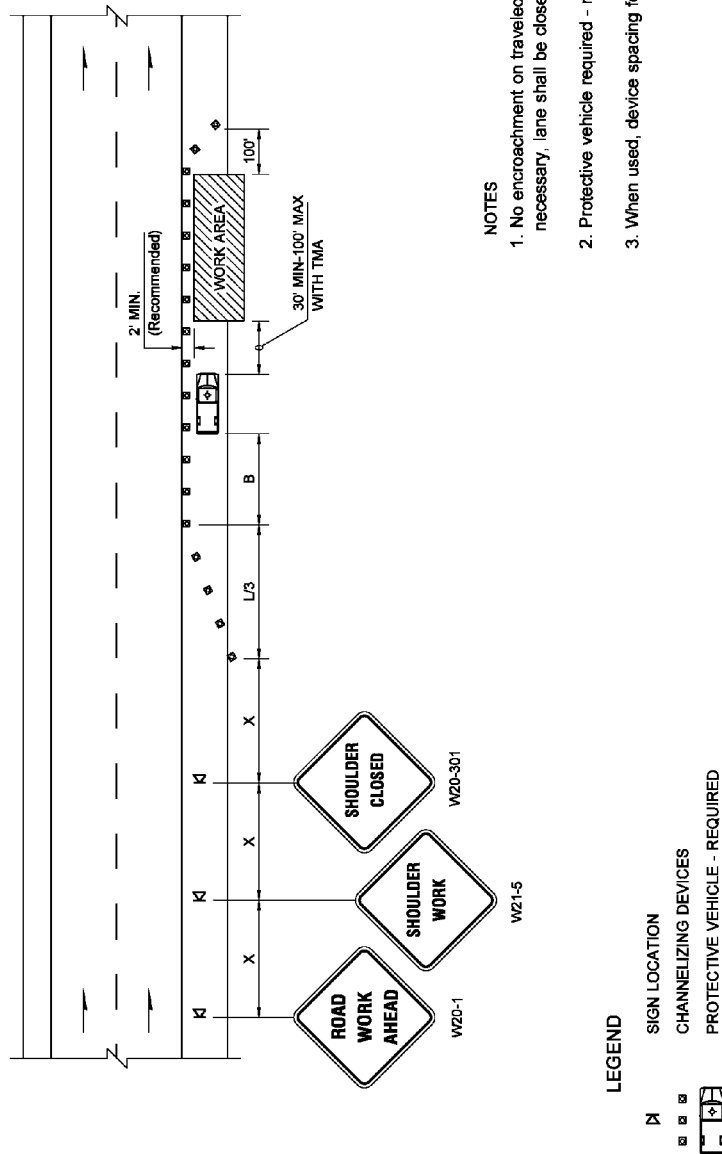 2' MIN.
(Recommended)
WORK AREA
100'
30' MIN-100' MAX
WITH TMA
B
L/3
X
X
X
ROAD
WORK
AHEAD
W20-1
SHOULDER
WORK
W21-5
SHOULDER
CLOSED
W20-301
LEGEND
SIGN LOCATION
CHANNELIZING DEVICES
PROTECTIVE VEHICLE - REQUIRED
NOTES
1. No encroachment on traveled
necessary, lane shall be close
2. Protective vehicle required -
3. When used, device spacing